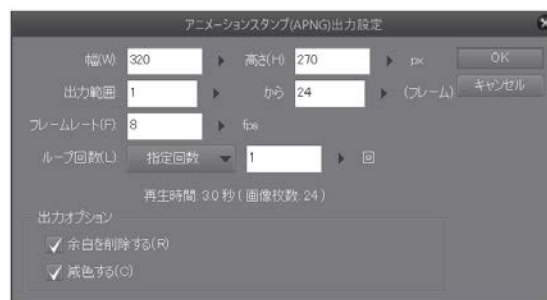 アニメーションスタンプ(APNG)出力設定
幅(W) 320 高さ(H) 270 px OK
出力範囲 1 から 24 (フレーム) キャンセル
フレームレート(F) 8 fps
ループ回数(L) 指定回数 1 回
再生時間: 3.0 秒 ( 画像枚数: 24 )
出力オプション
余白を削除する(R)
減色する(C)